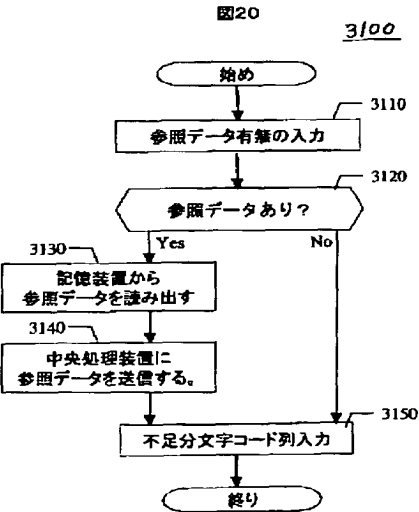 図20
3100
始め
3110
参照データ有無の入力
3120
参照データあり？
Yes
No
3130
記憶装置から
参照データを読み出す
3140
中央処理装置に
参照データを送信する。
3150
不足分文字コード列入力
終り